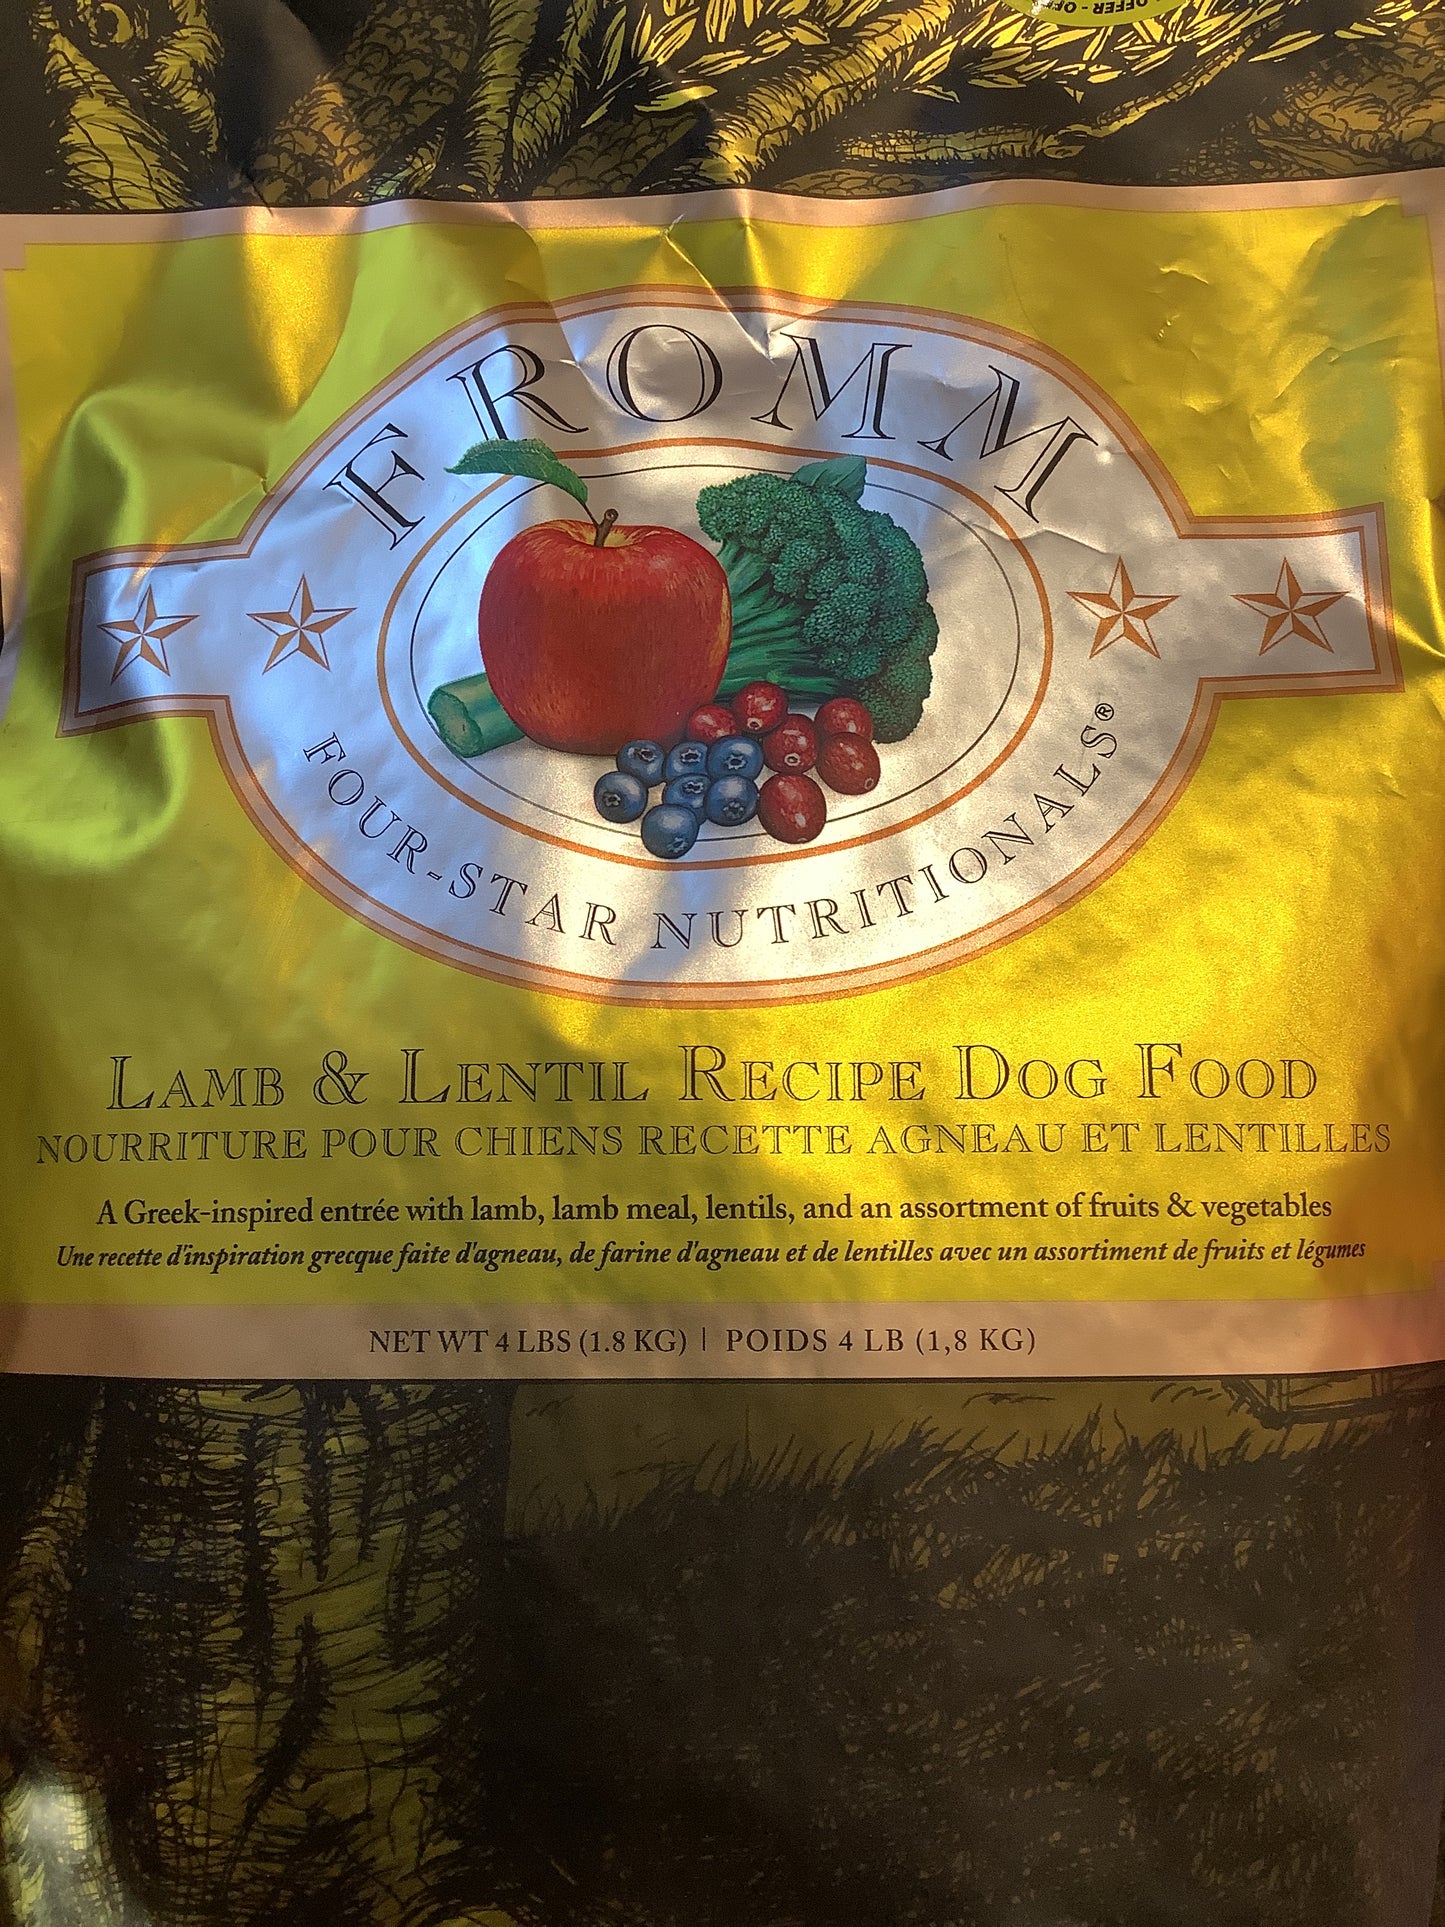 OFFER - OF
FROMM
FOUR-STAR NUTRITIONALS®
LAMB & LENTIL RECIPE DOG FOOD
NOURRITURE POUR CHIENS RECETTE AGNEAU ET LENTILLES
A Greek-inspired entrée with lamb, lamb meal, lentils, and an assortment of fruits & vegetables
Une recette d'inspiration grecque faite d'agneau, de farine d'agneau et de lentilles avec un assortiment de fruits et légumes
NET WT 4 LBS (1.8 KG) | POIDS 4 LB (1,8 KG)